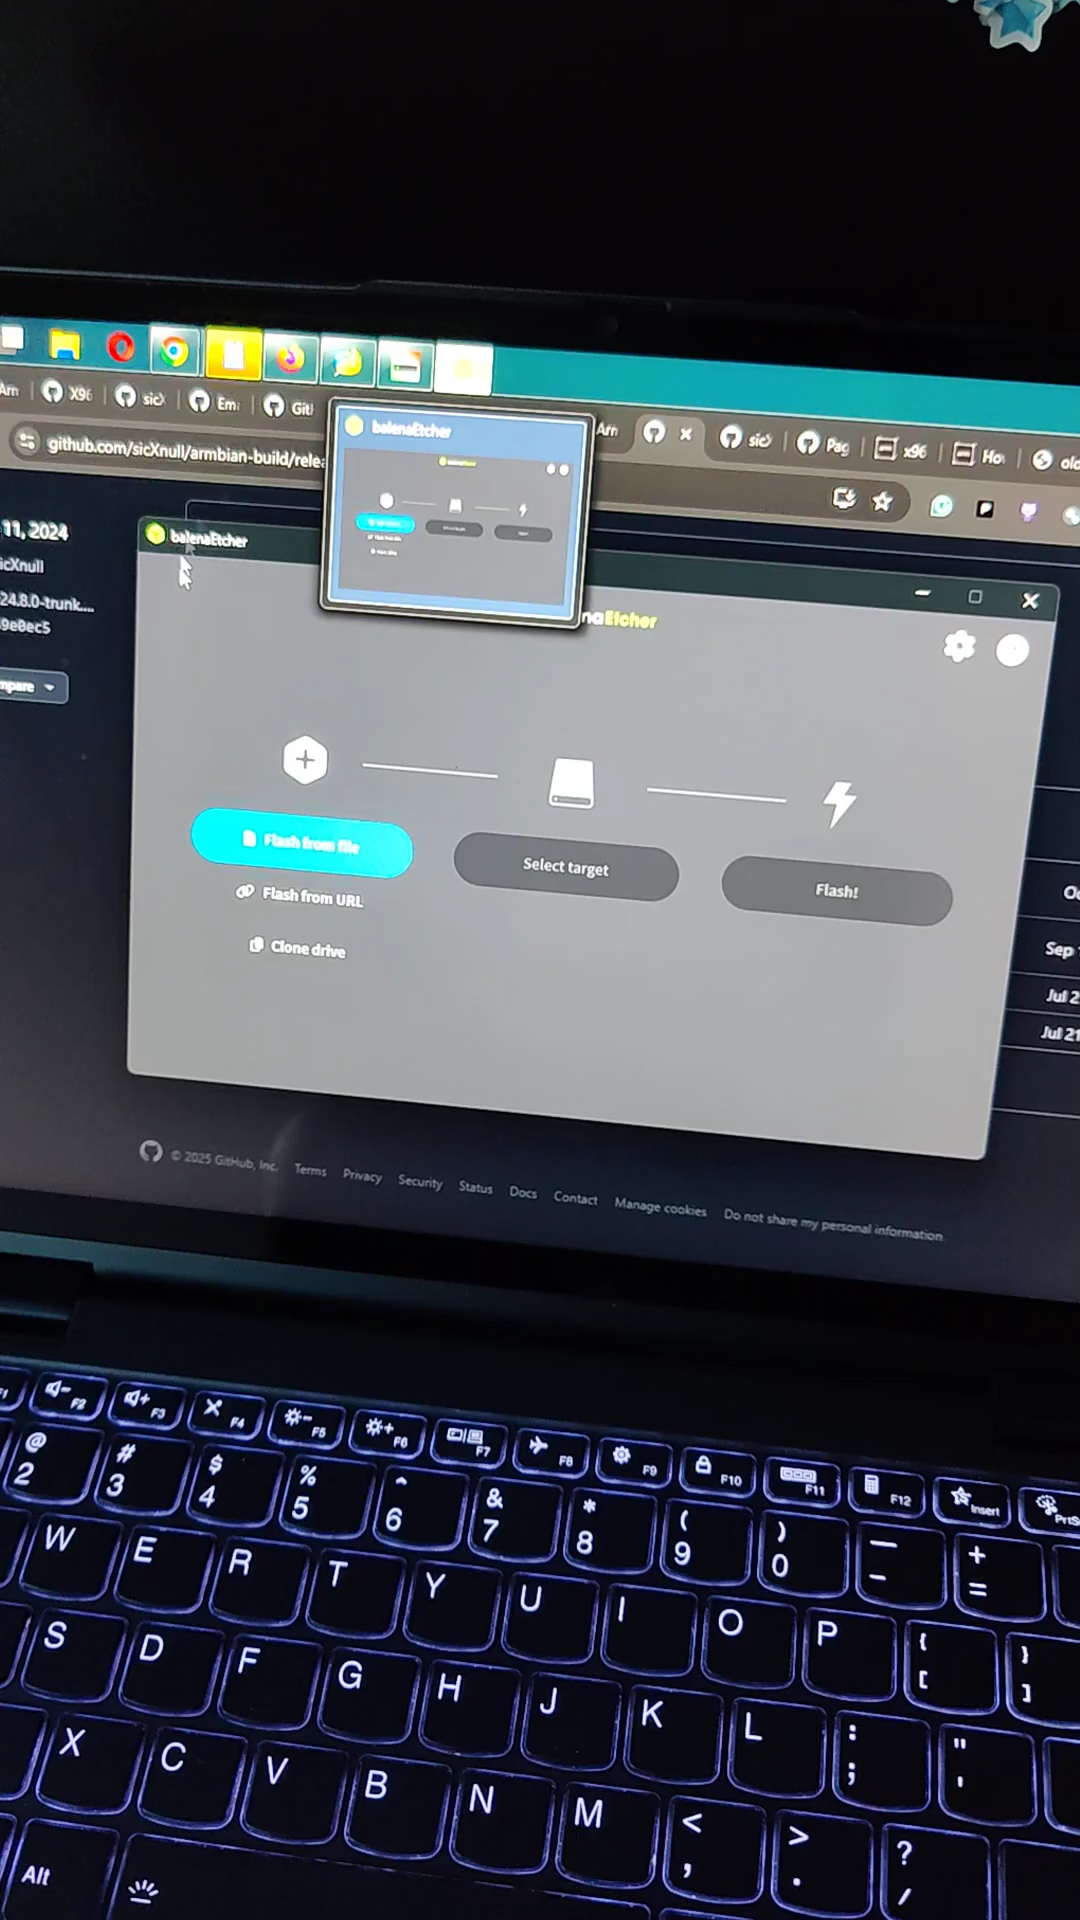 X96
sic
Em
Git
Arn
sic
Pag
x96
Ho
old
github.com/sicXnull/armbian-build/relea
balenaEtcher
11, 2024
icXnull
24.8.0-trunk....
9e0ec5
mpare
balenaEtcher
naEtcher
Flash from file
Select target
Flash!
Flash from URL
Clone drive
Sep
Jul 2
Jul 21
© 2025 GitHub, Inc. Terms Privacy Security Status Docs Contact Manage cookies Do not share my personal information
F1 F2 F3 F4 F5 F6 F7 F8 F9 F10 F11 F12 Insert PrtS
@ # $ % ^ & * ( ) — +
2 3 4 5 6 7 8 9 0 - =
W E R T Y U I O P { [ } ]
S D F G H J K L : ; " '
X C V B N M < , > . ? /
Alt